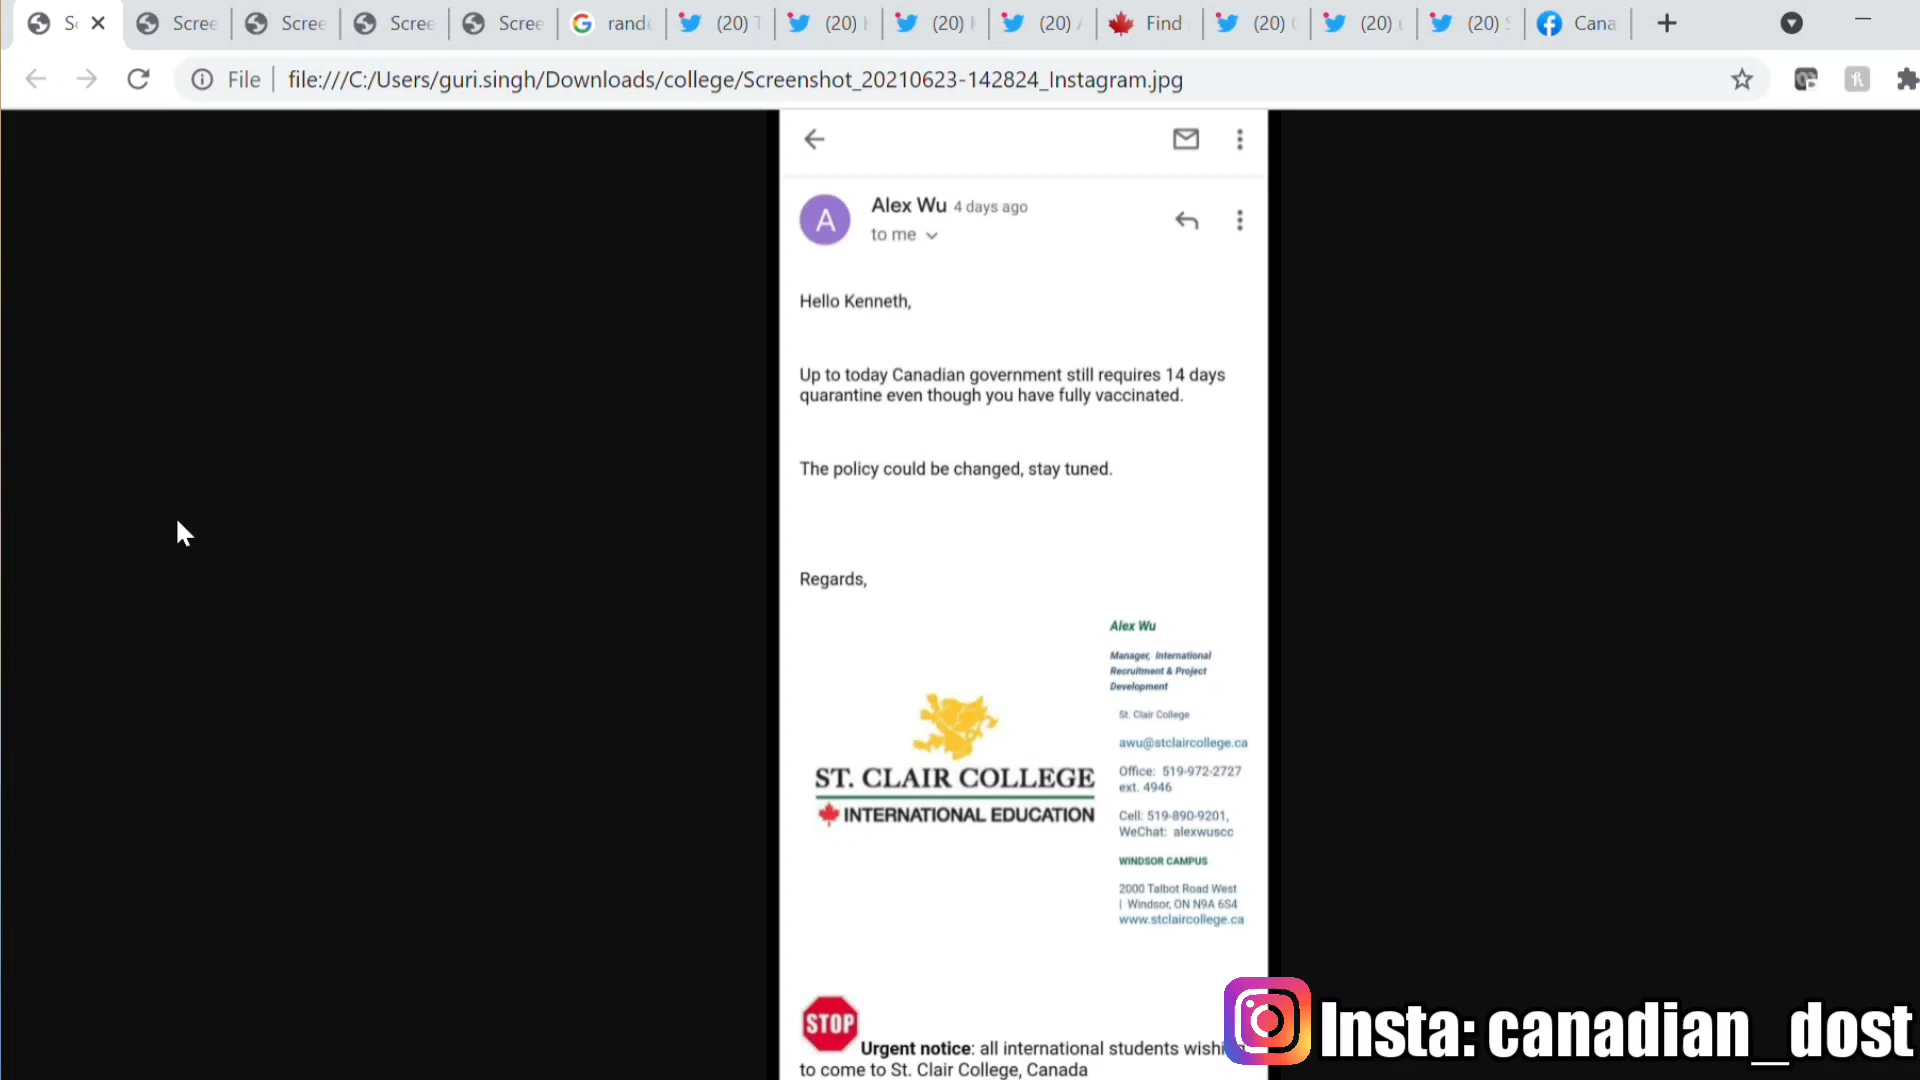 Sc
Scree
Scree
Scree
Scree
G rande
(20) T
(20)
(20)
(20)
Find
(20)
(20)
(20)
Cana
File file:///C:/Users/guri.singh/Downloads/college/Screenshot_20210623-142824_Instagram.jpg
A
Alex Wu 4 days ago
to me
Hello Kenneth,
Up to today Canadian government still requires 14 days
quarantine even though you have fully vaccinated.
The policy could be changed, stay tuned.
Regards,
ST. CLAIR COLLEGE
INTERNATIONAL EDUCATION
Alex Wu
Manager, International
Recruitment & Project
Development
St. Clair College
awu@stclaircollege.ca
Office: 519-972-2727
ext. 4946
Cell: 519-890-9201,
WeChat: alexwuscc
WINDSOR CAMPUS
2000 Talbot Road West
| Windsor, ON N9A 6S4
www.stclaircollege.ca
STOP
Urgent notice: all international students wishi
to come to St. Clair College, Canada
Insta: canadian_dost